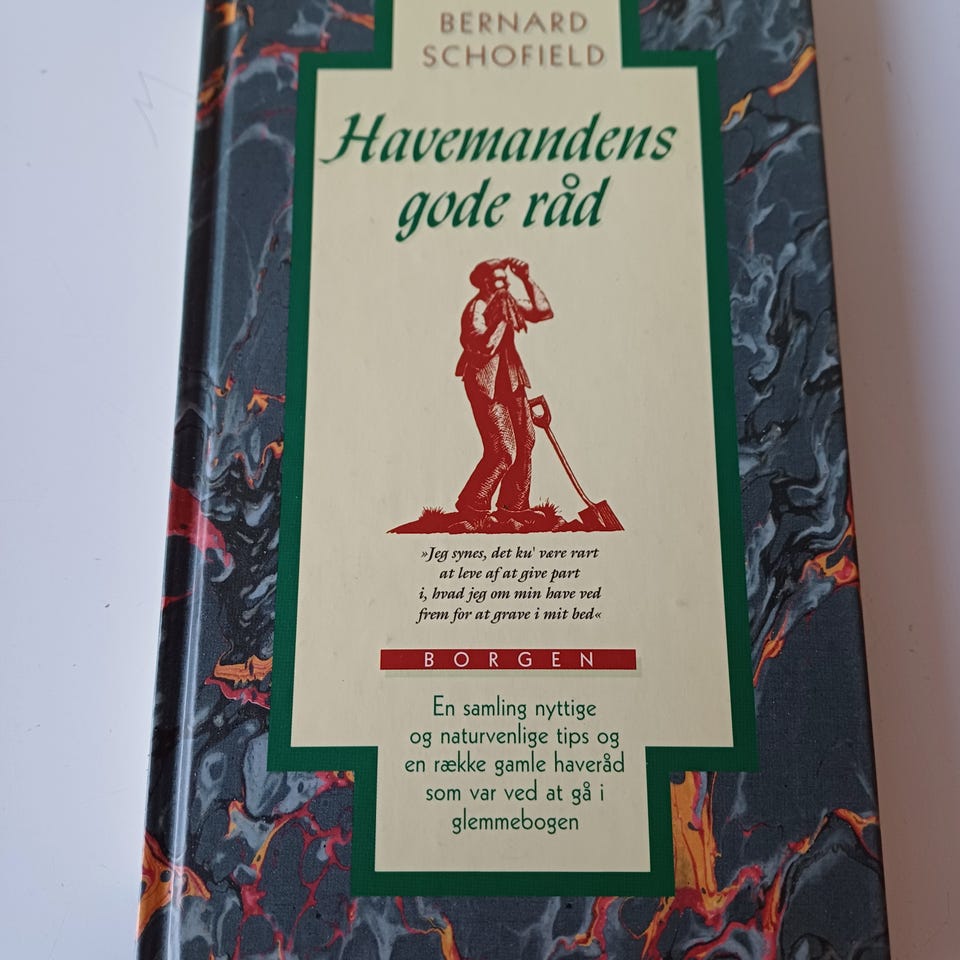 BERNARD
SCHOFIELD
Havemandens
gode råd
»Jeg synes, det ku' være rart
at leve af at give part
i, hvad jeg om min have ved
frem for at grave i mit bed«
BORGEN
En samling nyttige
og naturvenlige tips og
en række gamle haveråd
som var ved at gå i
glemmebogen